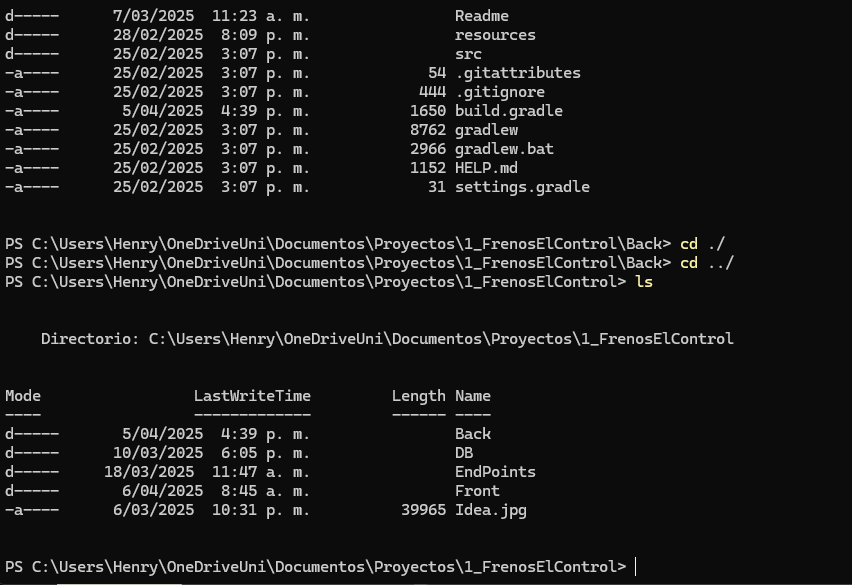 d-----        7/03/2025  11:23 a. m.                Readme
d-----       28/02/2025   8:09 p. m.                resources
d-----       25/02/2025   3:07 p. m.                src
-a----       25/02/2025   3:07 p. m.             54 .gitattributes
-a----       25/02/2025   3:07 p. m.            444 .gitignore
-a----        5/04/2025   4:39 p. m.           1650 build.gradle
-a----       25/02/2025   3:07 p. m.           8762 gradlew
-a----       25/02/2025   3:07 p. m.           2966 gradlew.bat
-a----       25/02/2025   3:07 p. m.           1152 HELP.md
-a----       25/02/2025   3:07 p. m.             31 settings.gradle
PS C:\Users\Henry\OneDriveUni\Documentos\Proyectos\1_FrenosElControl\Back> cd ./
PS C:\Users\Henry\OneDriveUni\Documentos\Proyectos\1_FrenosElControl\Back> cd ../
PS C:\Users\Henry\OneDriveUni\Documentos\Proyectos\1_FrenosElControl> ls
    Directorio: C:\Users\Henry\OneDriveUni\Documentos\Proyectos\1_FrenosElControl
Mode                 LastWriteTime         Length Name
----                 -------------         ------ ----
d-----        5/04/2025   4:39 p. m.                Back
d-----       10/03/2025   6:05 p. m.                DB
d-----       18/03/2025  11:47 a. m.                EndPoints
d-----        6/04/2025   8:45 a. m.                Front
-a----        6/03/2025  10:31 p. m.          39965 Idea.jpg
PS C:\Users\Henry\OneDriveUni\Documentos\Proyectos\1_FrenosElControl>